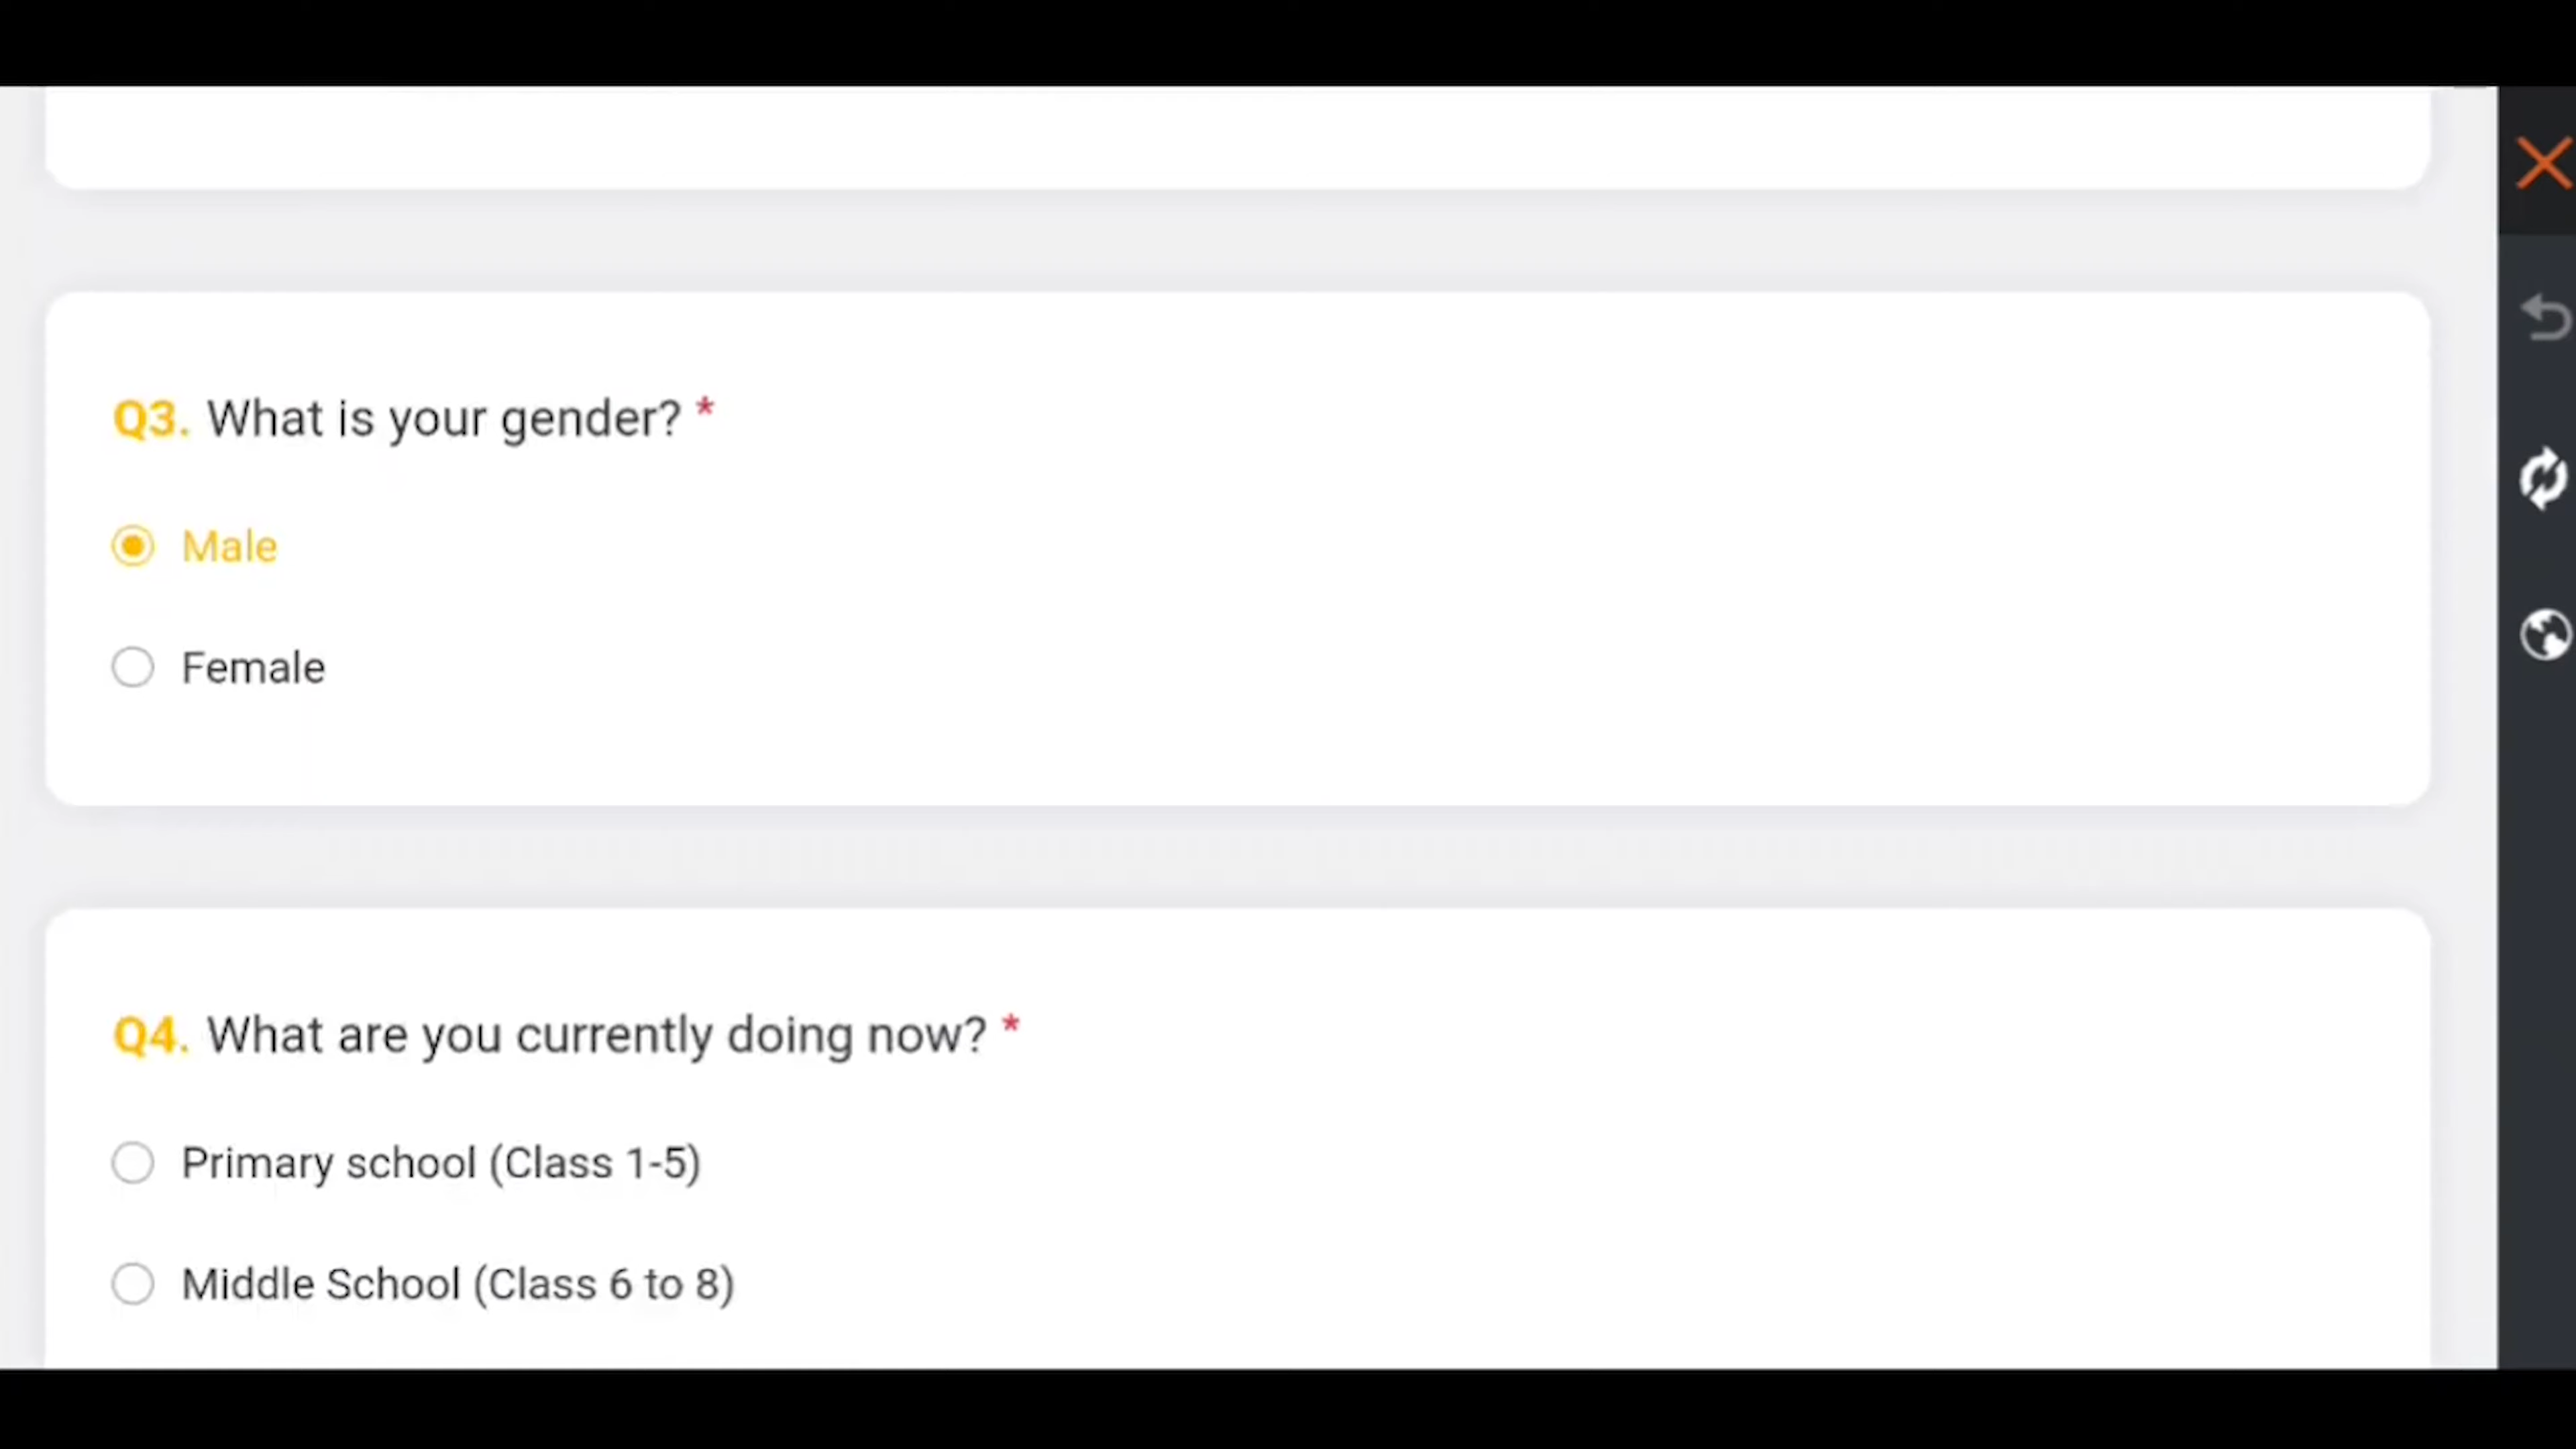 Q3. What is your gender? *
Male
Female
Q4. What are you currently doing now? *
Primary school (Class 1-5)
Middle School (Class 6 to 8)